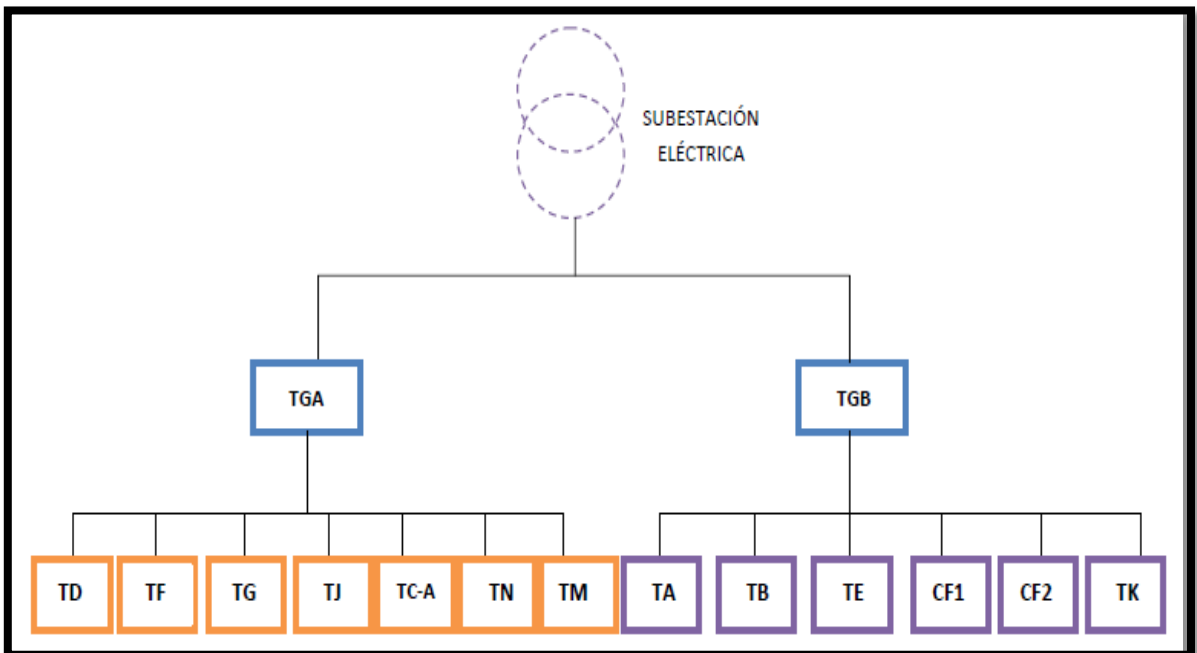 SUBESTACIÓN
ELÉCTRICA
TGA
TGB
TD
TF
TG
TJ
TC-A
TN
TM
TA
TB
TE
CF1
CF2
TK